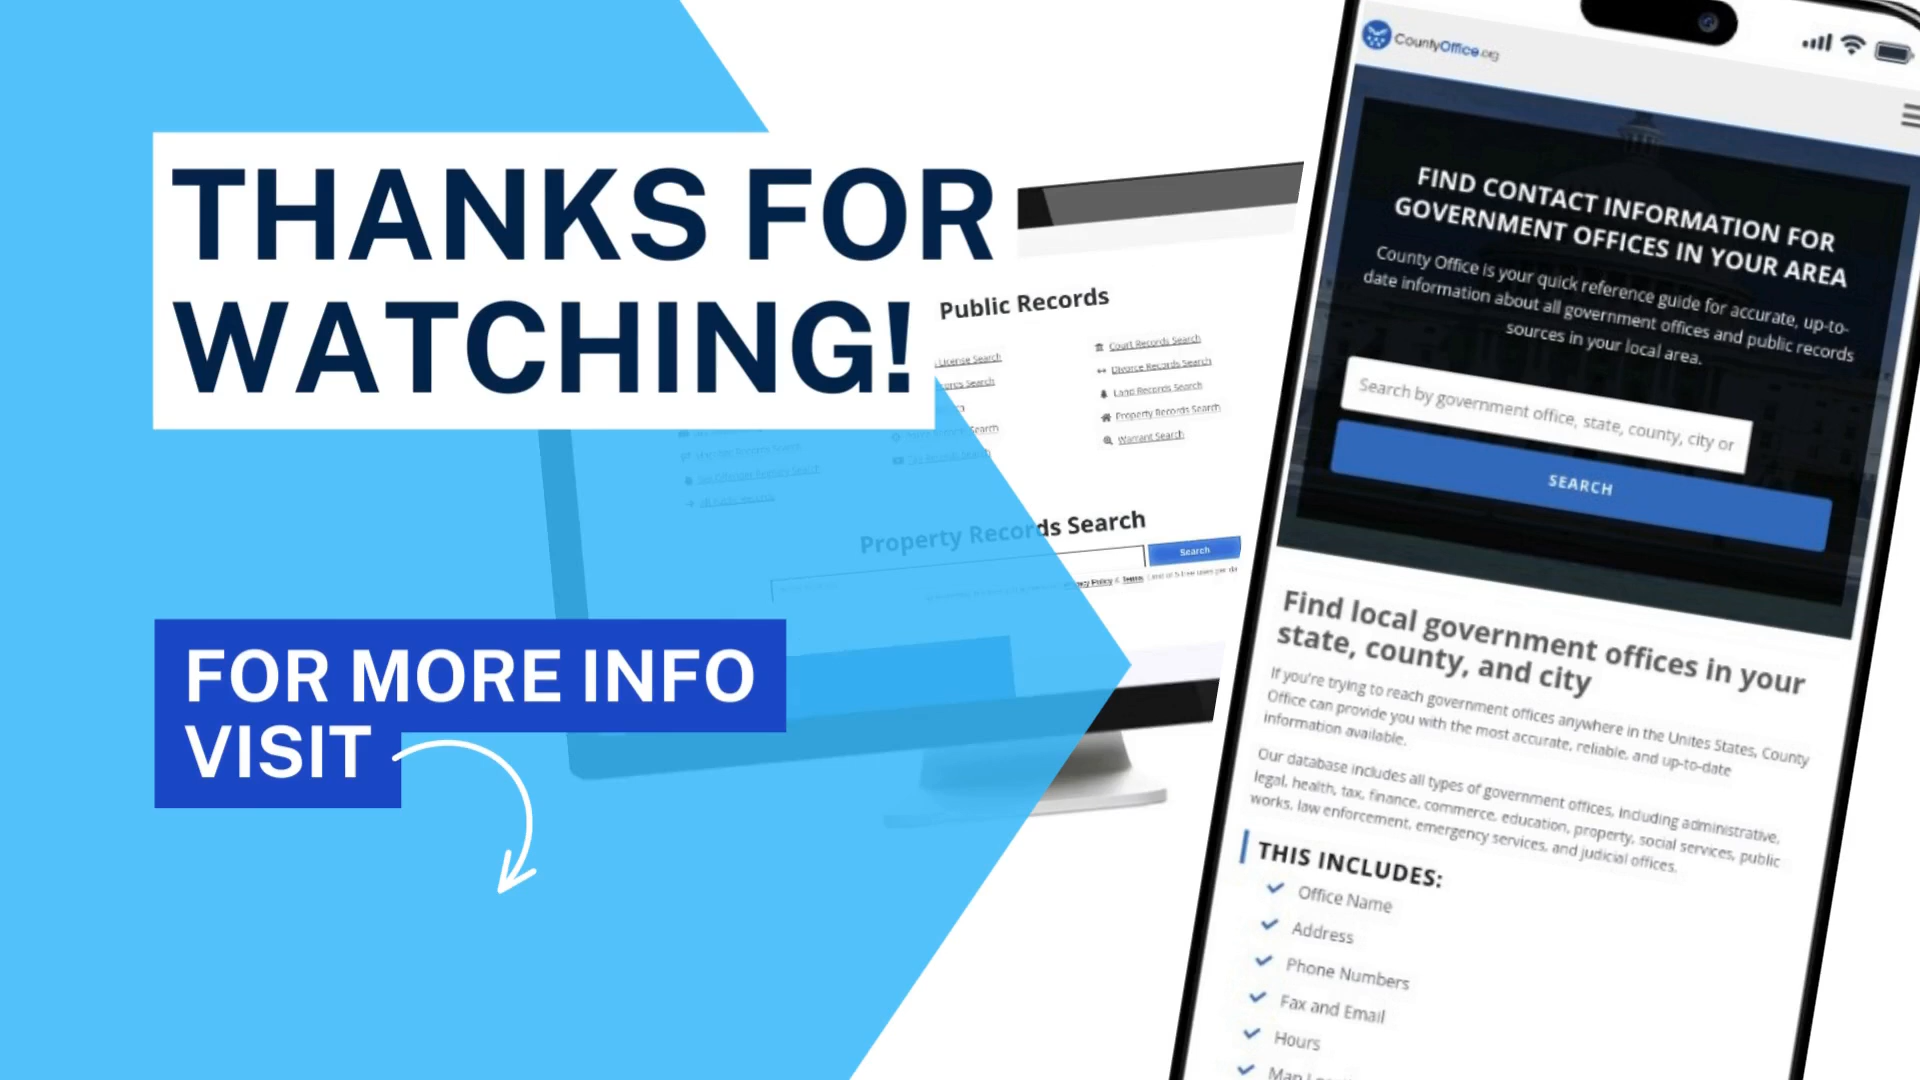 THANKS FOR
WATCHING!
FOR MORE INFO
VISIT
Public Records
License Search
Search
Search
Court Records Search
Divorce Records Search
Land Records Search
Property Records Search
Warrant Search
Property Records Search
Search
Policy & Terms.
CountyOffice.org
FIND CONTACT INFORMATION FOR
GOVERNMENT OFFICES IN YOUR AREA
County Office is your quick reference guide for accurate, up-to-
date information about all government offices and public records
sources in your local area.
Search by government office, state, county, city or
SEARCH
Find local government offices in your
state, county, and city
If you're trying to reach government offices anywhere in the Unites States, County
Office can provide you with the most accurate, reliable, and up-to-date
information available.
Our database includes all types of government offices, including administrative,
legal, health, tax, finance, commerce, education, property, social services, public
works, law enforcement, emergency services, and judicial offices.
THIS INCLUDES:
Office Name
Address
Phone Numbers
Fax and Email
Hours